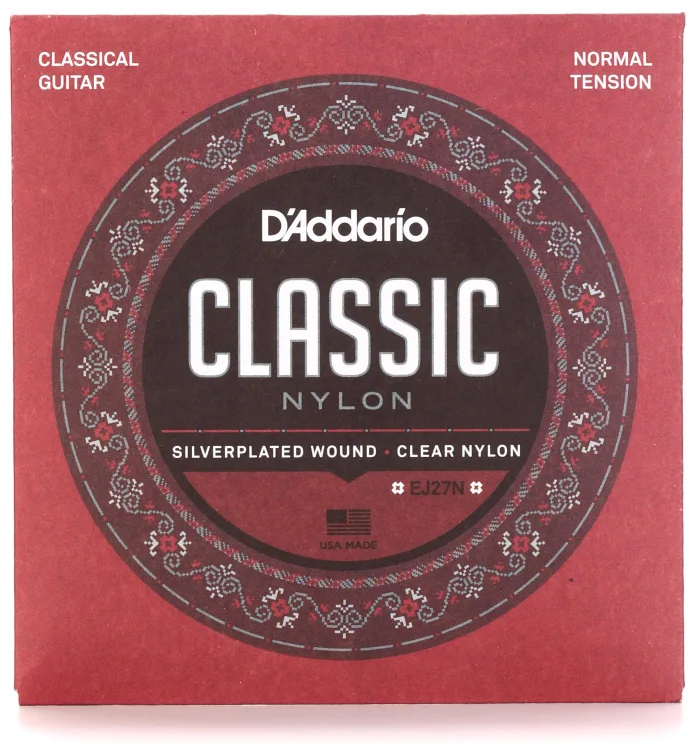 CLASSICAL
GUITAR
NORMAL
TENSION
D'Addario
CLASSIC
NYLON
SILVERPLATED WOUND • CLEAR NYLON
EJ27N
USA MADE